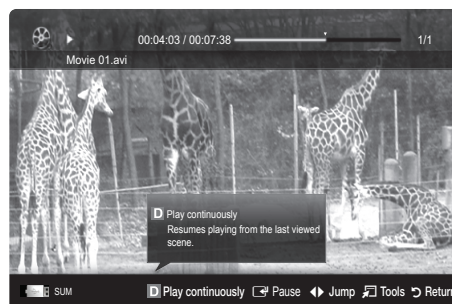 00:04:03 / 00:07:38 1/1
Movie 01.avi
D Play continuously
Resumes playing from the last viewed
scene.
SUM D Play continuously Pause Jump Tools Return